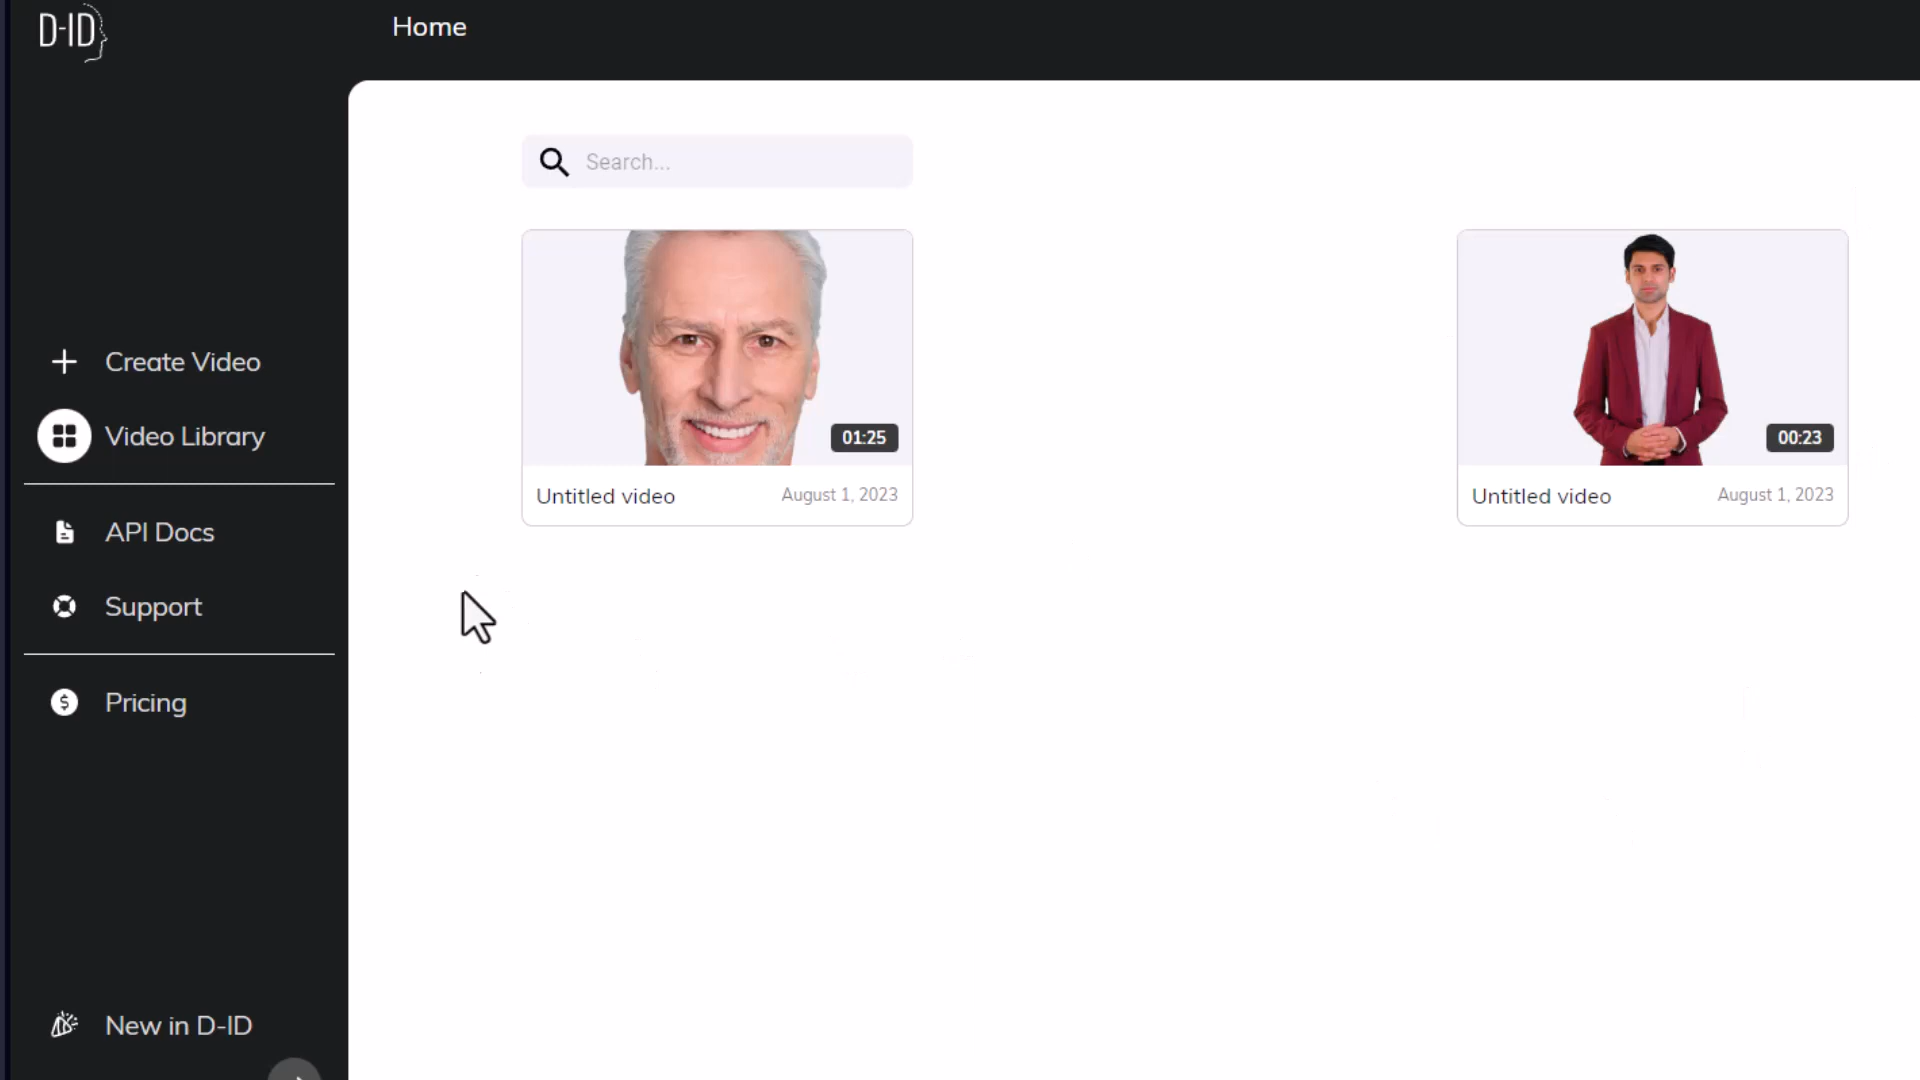 D-ID
Home
Search...
Create Video
Video Library
01:25
00:23
Untitled video
August 1, 2023
Untitled video
August 1, 2023
API Docs
Support
Pricing
New in D-ID